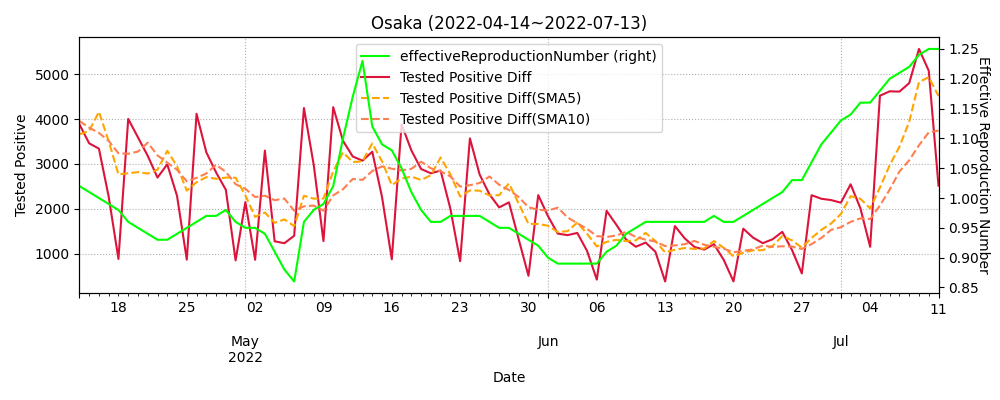 Osaka (2022-04-14~2022-07-13)
effectiveReproductionNumber (right)
Tested Positive Diff
Tested Positive Diff(SMA5)
Tested Positive Diff(SMA10)
Tested Positive
5000
4000
3000
2000
1000
1.25
1.20
1.15
1.10
1.05
1.00
0.95
0.90
0.85
Effective Reproduction Number
18 25 02 09 16 23 30 06 13 20 27 04 11
May Jun Jul
2022
Date